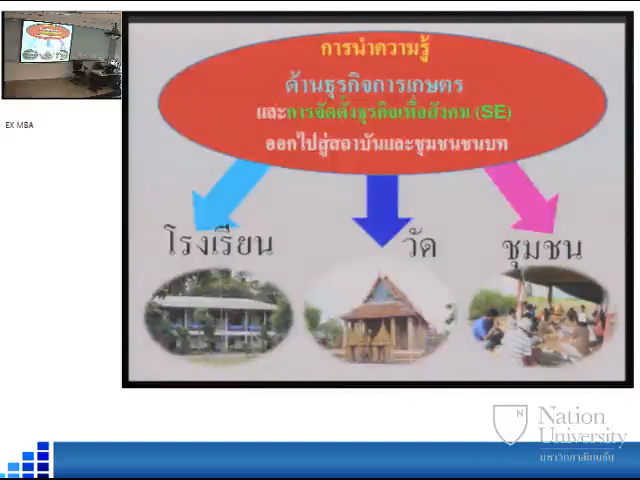 การนำความรู้
ด้านธุรกิจการเกษตร
และการจัดตั้งธุรกิจเพื่อสังคม (SE)
ออกไปสู่สถาบันและชุมชนชนบท
โรงเรียน
วัด
ชุมชน
EX MBA
N
Nation
University
มหาวิทยาลัยเนชั่น